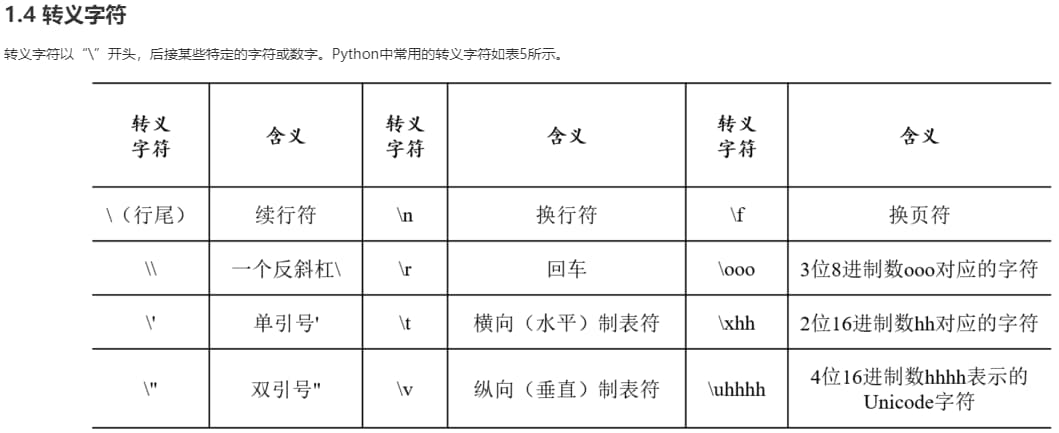 1.4 转义字符
转义字符以“\”开头，后接某些特定的字符或数字。Python中常用的转义字符如表5所示。
转义字符 含义 转义字符 含义 转义字符 含义
\（行尾） 续行符 \n 换行符 \f 换页符
\\ 一个反斜杠\ \r 回车 \ooo 3位8进制数ooo对应的字符
\' 单引号' \t 横向（水平）制表符 \xhh 2位16进制数hh对应的字符
\" 双引号" \v 纵向（垂直）制表符 \uhhhh 4位16进制数hhhh表示的Unicode字符